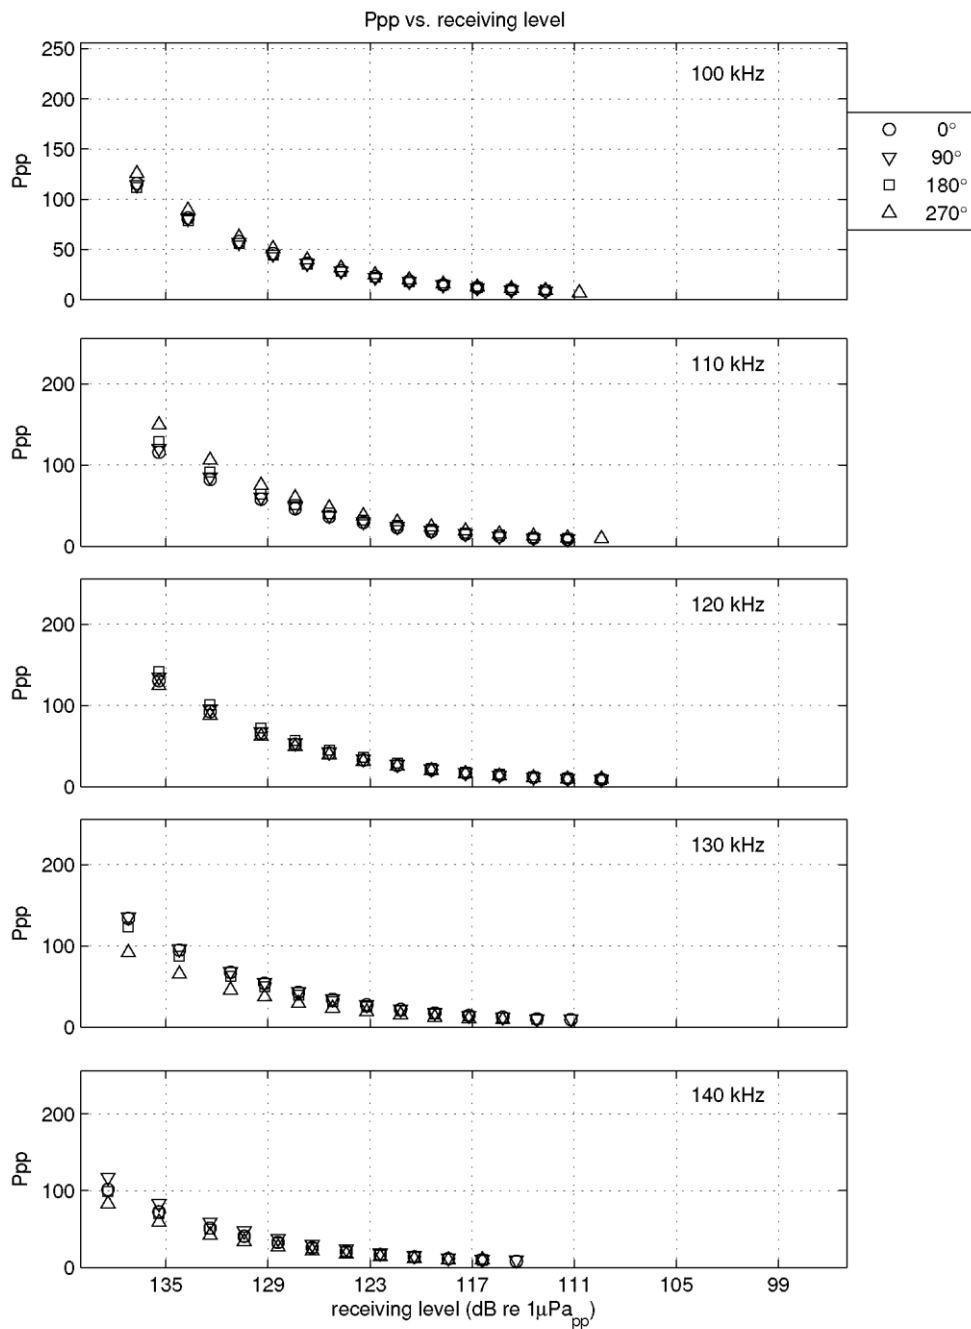 Ppp vs. receiving level
250
200
150
100
50
0
Ppp
100 kHz
0°
90°
180°
270°
200
100
0
Ppp
110 kHz
200
100
0
Ppp
120 kHz
200
100
0
Ppp
130 kHz
200
100
0
Ppp
140 kHz
135 129 123 117 111 105 99
receiving level (dB re 1μPapp)